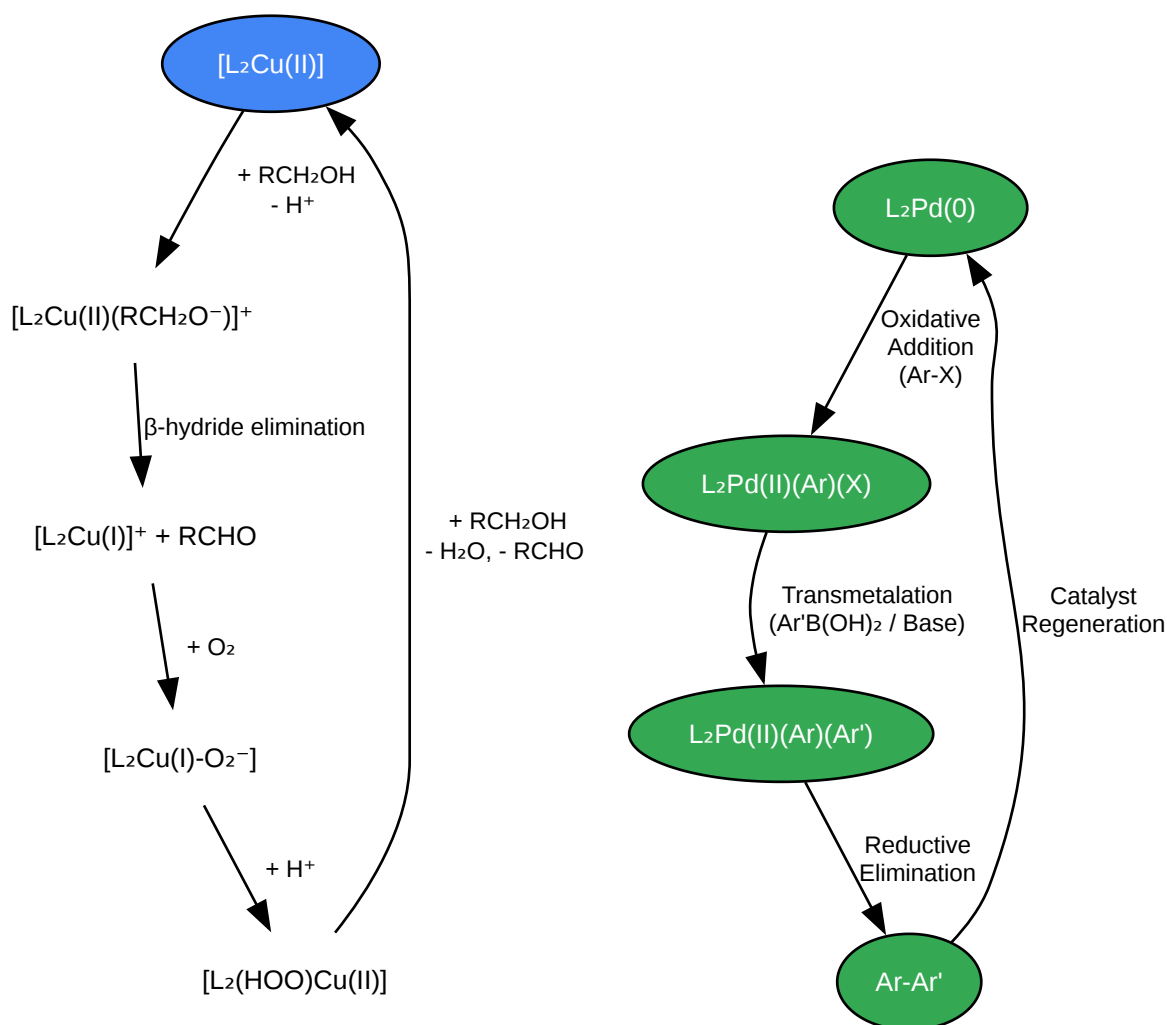 [L₂Cu(II)]
+ RCH₂OH
- H⁺
[L₂Cu(II)(RCH₂O⁻)]⁺
β-hydride elimination
[L₂Cu(I)]⁺ + RCHO
+ O₂
[L₂Cu(I)-O₂⁻]
+ H⁺
[L₂(HOO)Cu(II)]
+ RCH₂OH
- H₂O, - RCHO
L₂Pd(0)
Oxidative
Addition
(Ar-X)
L₂Pd(II)(Ar)(X)
Transmetalation
(Ar'B(OH)₂ / Base)
L₂Pd(II)(Ar)(Ar')
Reductive
Elimination
Ar-Ar'
Catalyst
Regeneration